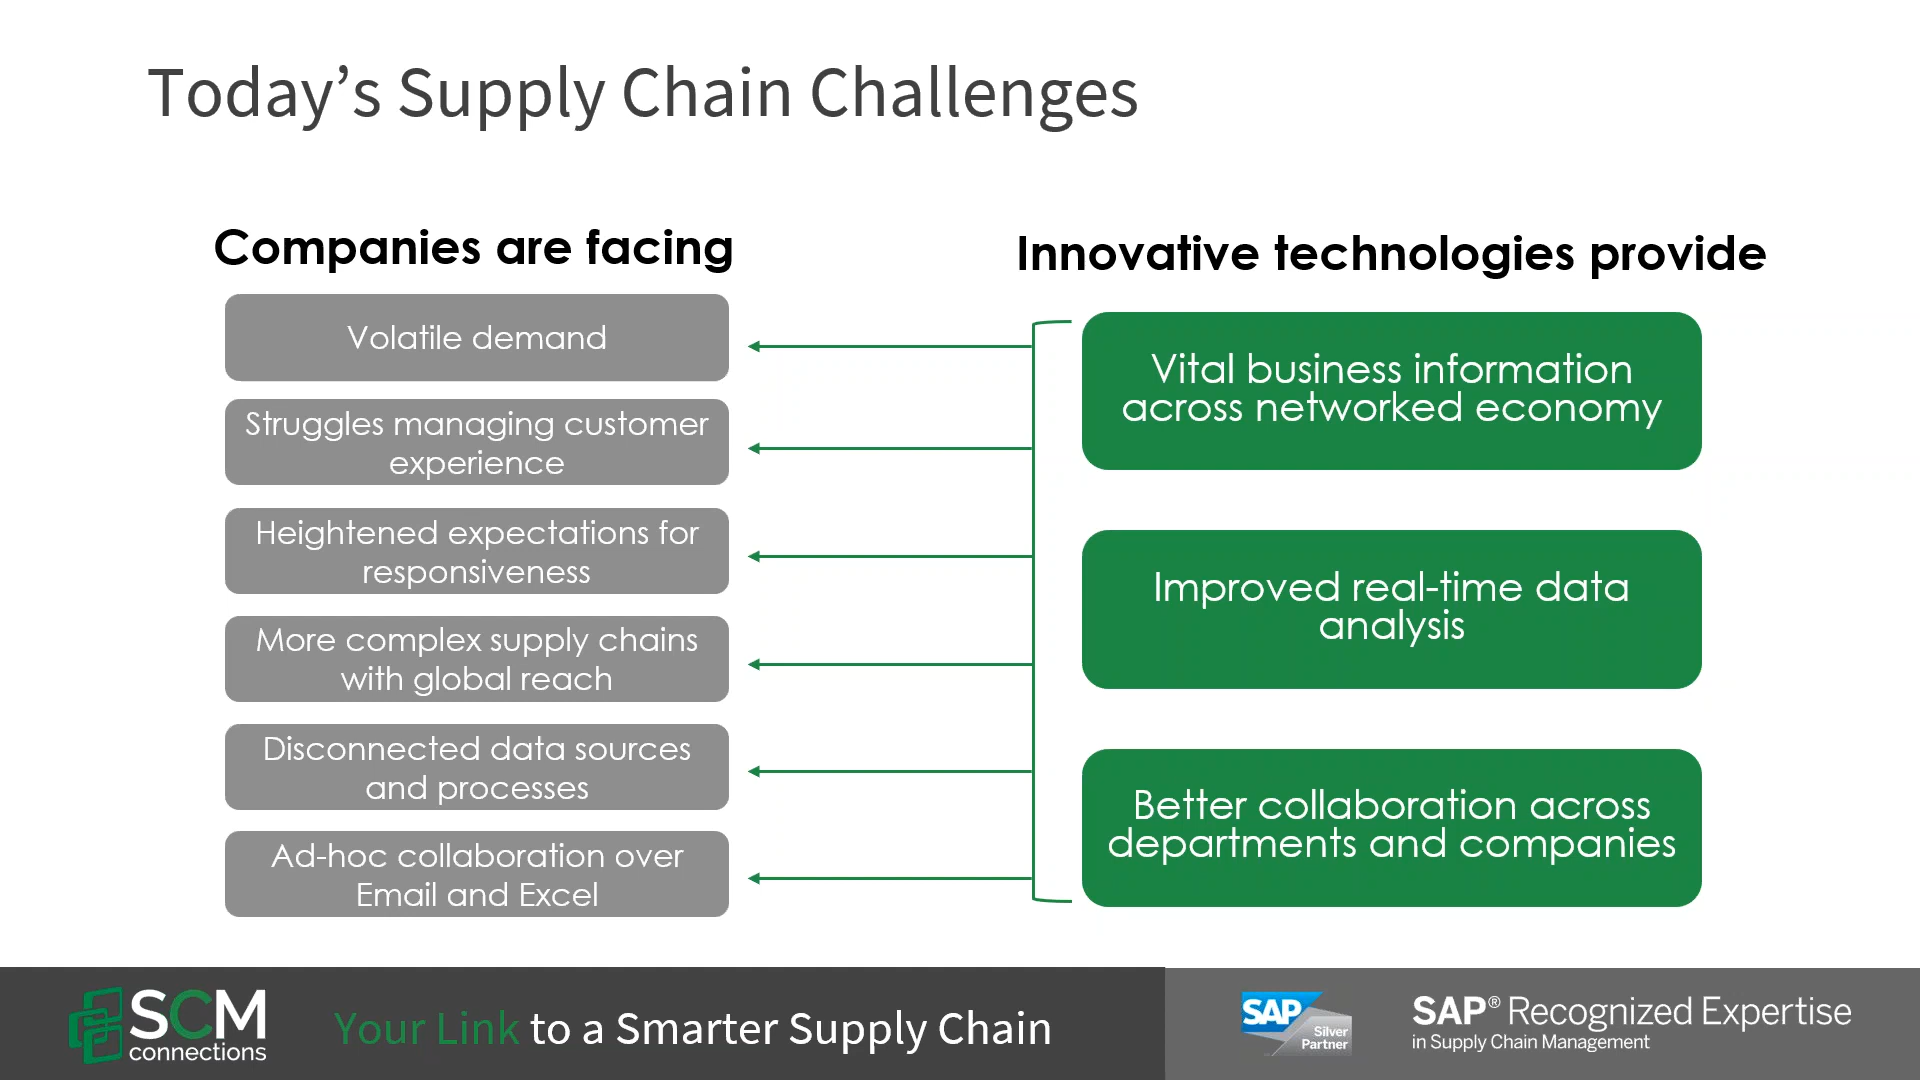 Today’s Supply Chain Challenges
Companies are facing
Volatile demand
Struggles managing customer
experience
Heightened expectations for
responsiveness
More complex supply chains
with global reach
Disconnected data sources
and processes
Ad-hoc collaboration over
Email and Excel
Innovative technologies provide
Vital business information
across networked economy
Improved real-time data
analysis
Better collaboration across
departments and companies
SCM
connections
Your Link to a Smarter Supply Chain
SAP
Silver
Partner
SAP® Recognized Expertise
in Supply Chain Management